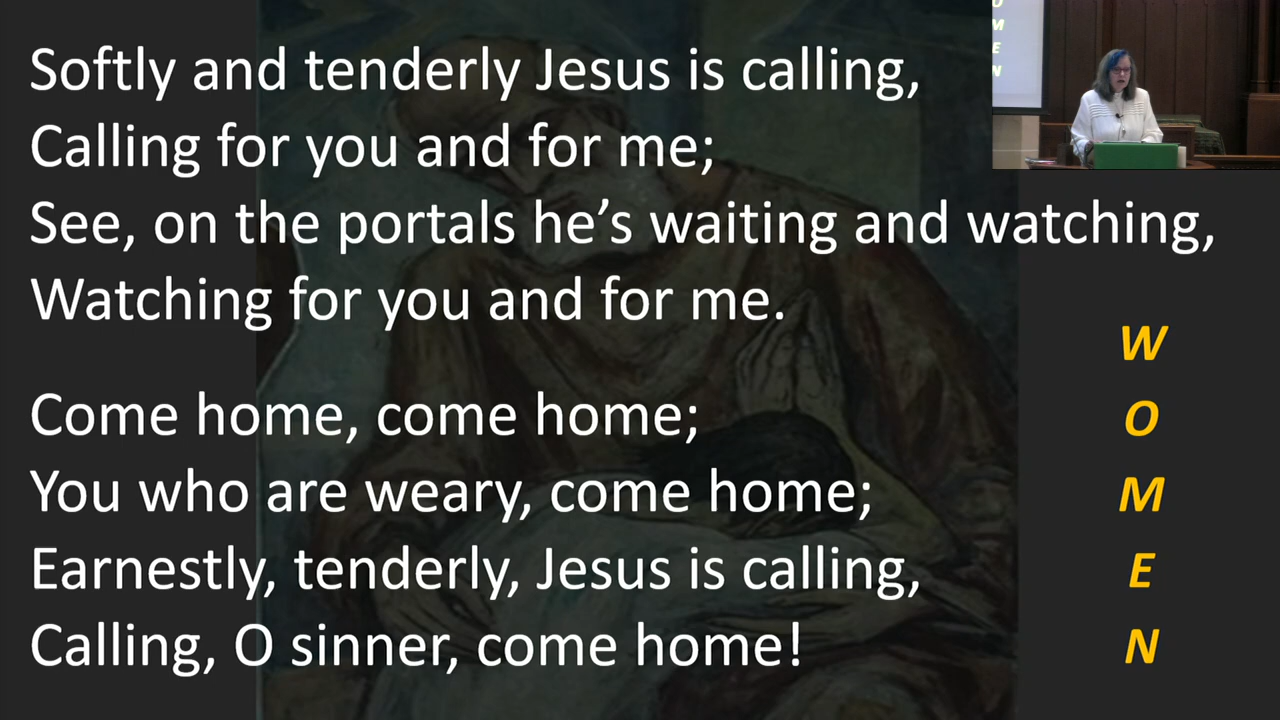 Softly and tenderly Jesus is calling,
Calling for you and for me;
See, on the portals he’s waiting and watching,
Watching for you and for me.
Come home, come home;
You who are weary, come home;
Earnestly, tenderly, Jesus is calling,
Calling, O sinner, come home!
W
O
M
E
N
O
M
E
N